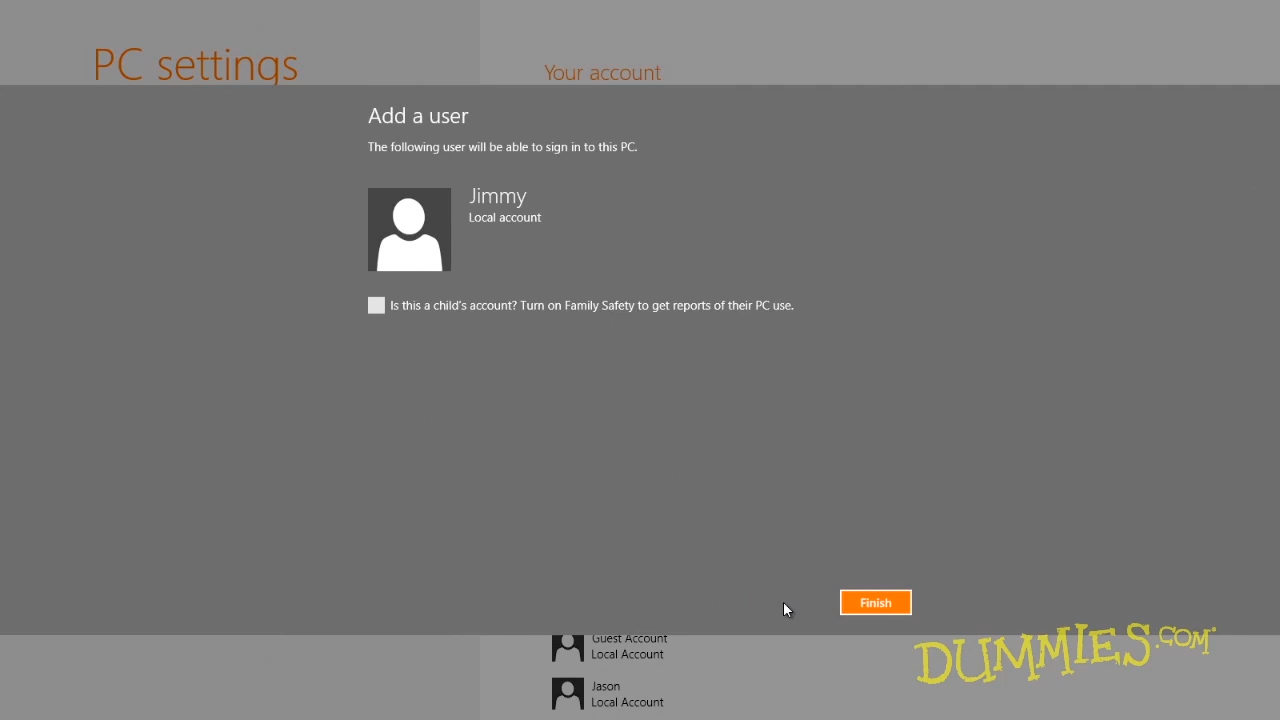 PC settings
Your account
Add a user
The following user will be able to sign in to this PC.
Jimmy
Local account
Is this a child's account? Turn on Family Safety to get reports of their PC use.
Finish
Guest Account
Local Account
Jason
Local Account
DUMMIES.COM®